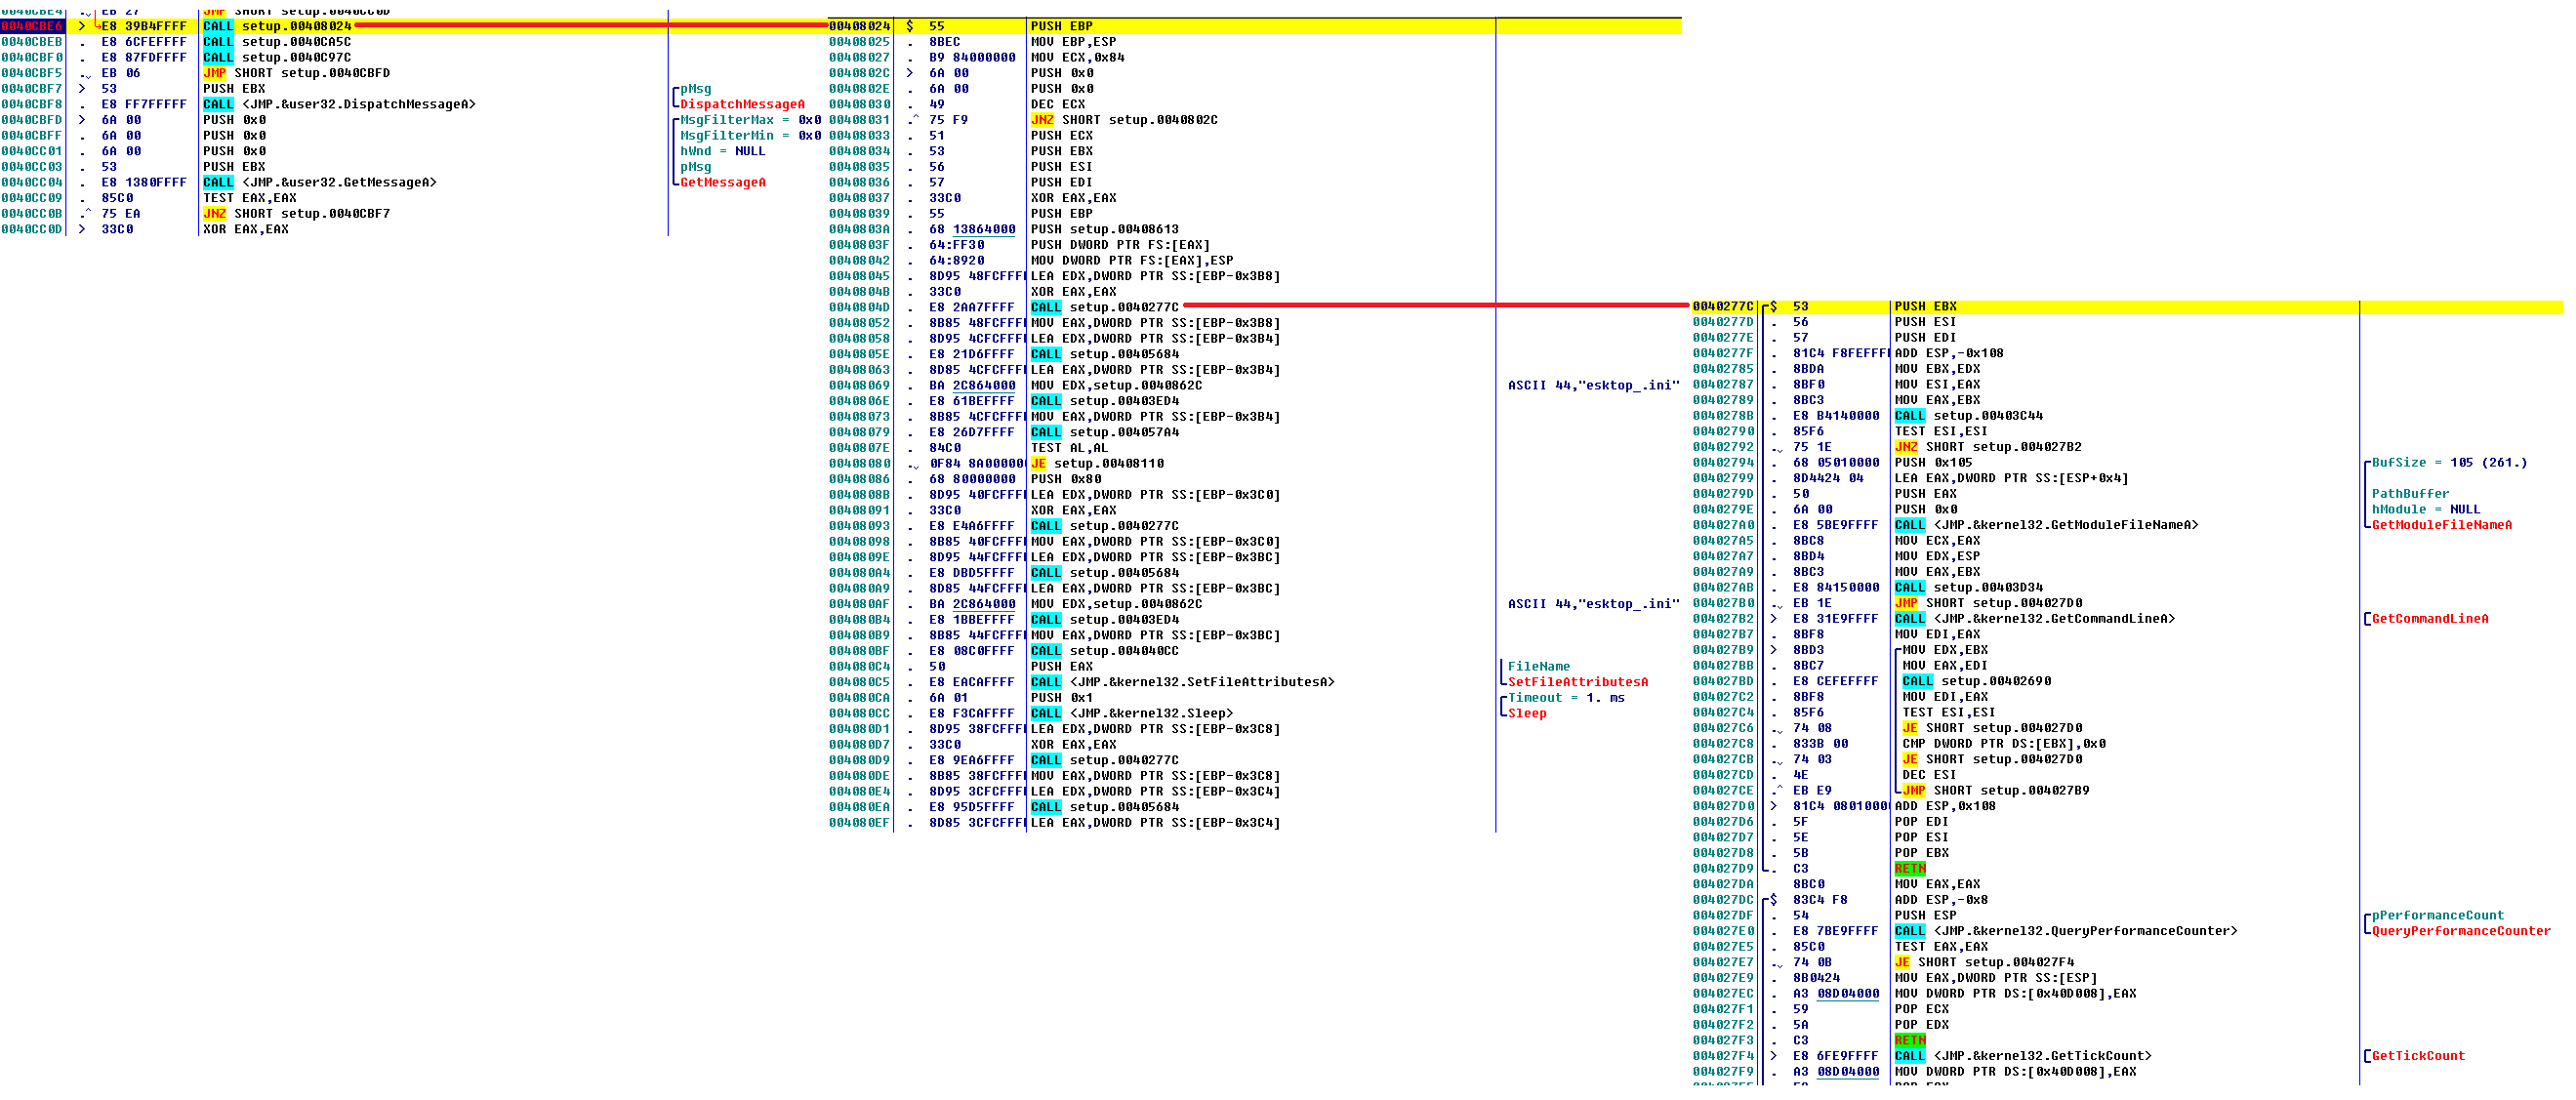 0040CBE4 .ˬ EB 27 JMP SHORT setup.0040CC0D
0040CBE6 > E8 39B4FFFF CALL setup.00408024
0040CBEB . E8 6CFEFFFF CALL setup.0040CA5C
0040CBF0 . E8 87FDFFFF CALL setup.0040C97C
0040CBF5 .ˬ EB 06 JMP SHORT setup.0040CBFD
0040CBF7 > 53 PUSH EBX pMsg
0040CBF8 . E8 FF7FFFFF CALL <JMP.&user32.DispatchMessageA> DispatchMessageA
0040CBFD > 6A 00 PUSH 0x0 MsgFilterMax = 0x0
0040CBFF . 6A 00 PUSH 0x0 MsgFilterMin = 0x0
0040CC01 . 6A 00 PUSH 0x0 hWnd = NULL
0040CC03 . 53 PUSH EBX pMsg
0040CC04 . E8 1380FFFF CALL <JMP.&user32.GetMessageA> GetMessageA
0040CC09 . 85C0 TEST EAX,EAX
0040CC0B .^ 75 EA JNZ SHORT setup.0040CBF7
0040CC0D > 33C0 XOR EAX,EAX
00408024 $ 55 PUSH EBP
00408025 . 8BEC MOV EBP,ESP
00408027 . B9 84000000 MOV ECX,0x84
0040802C > 6A 00 PUSH 0x0
0040802E . 6A 00 PUSH 0x0
00408030 . 49 DEC ECX
00408031 .^ 75 F9 JNZ SHORT setup.0040802C
00408033 . 51 PUSH ECX
00408034 . 53 PUSH EBX
00408035 . 56 PUSH ESI
00408036 . 57 PUSH EDI
00408037 . 33C0 XOR EAX,EAX
00408039 . 55 PUSH EBP
0040803A . 68 13864000 PUSH setup.00408613
0040803F . 64:FF30 PUSH DWORD PTR FS:[EAX]
00408042 . 64:8920 MOV DWORD PTR FS:[EAX],ESP
00408045 . 8D95 48FCFFF LEA EDX,DWORD PTR SS:[EBP-0x3B8]
0040804B . 33C0 XOR EAX,EAX
0040804D . E8 2AA7FFFF CALL setup.0040277C
00408052 . 8B85 48FCFFF MOV EAX,DWORD PTR SS:[EBP-0x3B8]
00408058 . 8D95 4CFCFFF LEA EDX,DWORD PTR SS:[EBP-0x3B4]
0040805E . E8 21D6FFFF CALL setup.00405684
00408063 . 8D85 4CFCFFF LEA EAX,DWORD PTR SS:[EBP-0x3B4]
00408069 . BA 2C864000 MOV EDX,setup.0040862C ASCII 44,"esktop_.ini"
0040806E . E8 61BEFFFF CALL setup.00403ED4
00408073 . 8B85 4CFCFFF MOV EAX,DWORD PTR SS:[EBP-0x3B4]
00408079 . E8 26D7FFFF CALL setup.004057A4
0040807E . 84C0 TEST AL,AL
00408080 .ˬ 0F84 8A00000 JE setup.00408110
00408086 . 68 80000000 PUSH 0x80
0040808B . 8D95 40FCFFF LEA EDX,DWORD PTR SS:[EBP-0x3C0]
00408091 . 33C0 XOR EAX,EAX
00408093 . E8 E4A6FFFF CALL setup.0040277C
00408098 . 8B85 40FCFFF MOV EAX,DWORD PTR SS:[EBP-0x3C0]
0040809E . 8D95 44FCFFF LEA EDX,DWORD PTR SS:[EBP-0x3BC]
004080A4 . E8 DBD5FFFF CALL setup.00405684
004080A9 . 8D85 44FCFFF LEA EAX,DWORD PTR SS:[EBP-0x3BC]
004080AF . BA 2C864000 MOV EDX,setup.0040862C ASCII 44,"esktop_.ini"
004080B4 . E8 1BBEFFFF CALL setup.00403ED4
004080B9 . 8B85 44FCFFF MOV EAX,DWORD PTR SS:[EBP-0x3BC]
004080BF . E8 08C0FFFF CALL setup.004040CC
004080C4 . 50 PUSH EAX FileName
004080C5 . E8 EACAFFFF CALL <JMP.&kernel32.SetFileAttributesA> SetFileAttributesA
004080CA . 6A 01 PUSH 0x1 Timeout = 1. ms
004080CC . E8 F3CAFFFF CALL <JMP.&kernel32.Sleep> Sleep
004080D1 . 8D95 38FCFFF LEA EDX,DWORD PTR SS:[EBP-0x3C8]
004080D7 . 33C0 XOR EAX,EAX
004080D9 . E8 9EA6FFFF CALL setup.0040277C
004080DE . 8B85 38FCFFF MOV EAX,DWORD PTR SS:[EBP-0x3C8]
004080E4 . 8D95 3CFCFFF LEA EDX,DWORD PTR SS:[EBP-0x3C4]
004080EA . E8 95D5FFFF CALL setup.00405684
004080EF . 8D85 3CFCFFF LEA EAX,DWORD PTR SS:[EBP-0x3C4]
0040277C $ 53 PUSH EBX
0040277D . 56 PUSH ESI
0040277E . 57 PUSH EDI
0040277F . 81C4 F8FEFFF ADD ESP,-0x108
00402785 . 8BDA MOV EBX,EDX
00402787 . 8BF0 MOV ESI,EAX
00402789 . 8BC3 MOV EAX,EBX
0040278B . E8 B4140000 CALL setup.00403C44
00402790 . 85F6 TEST ESI,ESI
00402792 .ˬ 75 1E JNZ SHORT setup.004027B2
00402794 . 68 05010000 PUSH 0x105 BufSize = 105 (261.)
00402799 . 8D4424 04 LEA EAX,DWORD PTR SS:[ESP+0x4]
0040279D . 50 PUSH EAX PathBuffer
0040279E . 6A 00 PUSH 0x0 hModule = NULL
004027A0 . E8 5BE9FFFF CALL <JMP.&kernel32.GetModuleFileNameA> GetModuleFileNameA
004027A5 . 8BC8 MOV ECX,EAX
004027A7 . 8BD4 MOV EDX,ESP
004027A9 . 8BC3 MOV EAX,EBX
004027AB . E8 84150000 CALL setup.00403D34
004027B0 .ˬ EB 1E JMP SHORT setup.004027D0
004027B2 > E8 31E9FFFF CALL <JMP.&kernel32.GetCommandLineA> GetCommandLineA
004027B7 . 8BF8 MOV EDI,EAX
004027B9 > 8BD3 MOV EDX,EBX
004027BB . 8BC7 MOV EAX,EDI
004027BD . E8 CEFEFFFF CALL setup.00402690
004027C2 . 8BF8 MOV EDI,EAX
004027C4 . 85F6 TEST ESI,ESI
004027C6 .ˬ 74 08 JE SHORT setup.004027D0
004027C8 . 833B 00 CMP DWORD PTR DS:[EBX],0x0
004027CB .ˬ 74 03 JE SHORT setup.004027D0
004027CD . 4E DEC ESI
004027CE .^ EB E9 JMP SHORT setup.004027B9
004027D0 > 81C4 0801000 ADD ESP,0x108
004027D6 . 5F POP EDI
004027D7 . 5E POP ESI
004027D8 . 5B POP EBX
004027D9 . C3 RETN
004027DA 8BC0 MOV EAX,EAX
004027DC $ 83C4 F8 ADD ESP,-0x8
004027DF . 54 PUSH ESP pPerformanceCount
004027E0 . E8 7BE9FFFF CALL <JMP.&kernel32.QueryPerformanceCounter> QueryPerformanceCounter
004027E5 . 85C0 TEST EAX,EAX
004027E7 .ˬ 74 0B JE SHORT setup.004027F4
004027E9 . 8B0424 MOV EAX,DWORD PTR SS:[ESP]
004027EC . A3 08D04000 MOV DWORD PTR DS:[0x40D008],EAX
004027F1 . 59 POP ECX
004027F2 . 5A POP EDX
004027F3 . C3 RETN
004027F4 > E8 6FE9FFFF CALL <JMP.&kernel32.GetTickCount> GetTickCount
004027F9 . A3 08D04000 MOV DWORD PTR DS:[0x40D008],EAX